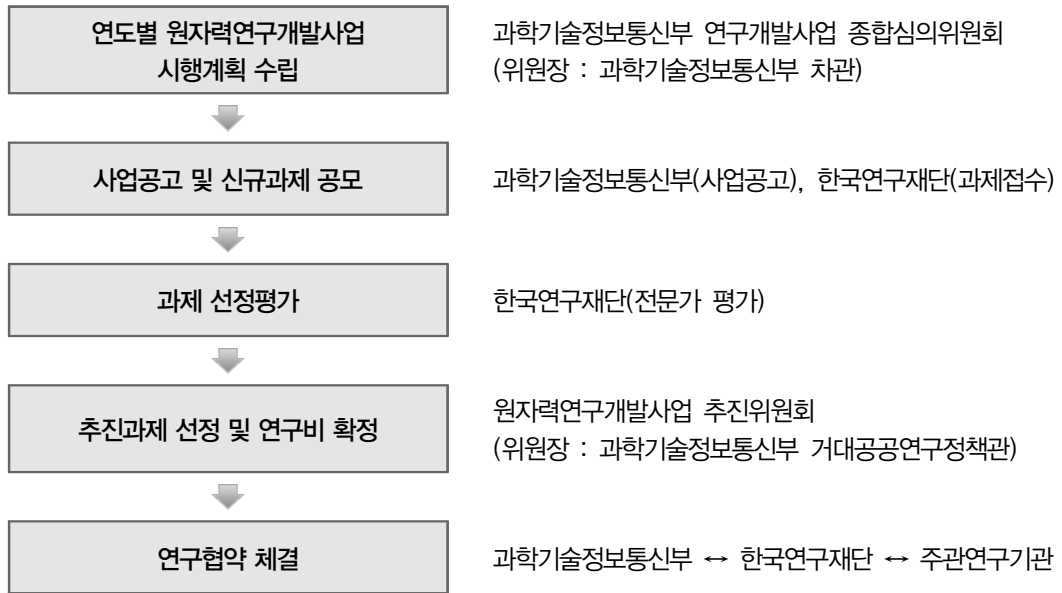 연도별 원자력연구개발사업
시행계획 수립
과학기술정보통신부 연구개발사업 종합심의위원회
(위원장 : 과학기술정보통신부 차관)
사업공고 및 신규과제 공모
과학기술정보통신부(사업공고), 한국연구재단(과제접수)
과제 선정평가
한국연구재단(전문가 평가)
추진과제 선정 및 연구비 확정
원자력연구개발사업 추진위원회
(위원장 : 과학기술정보통신부 거대공공연구정책관)
연구협약 체결
과학기술정보통신부 ↔ 한국연구재단 ↔ 주관연구기관